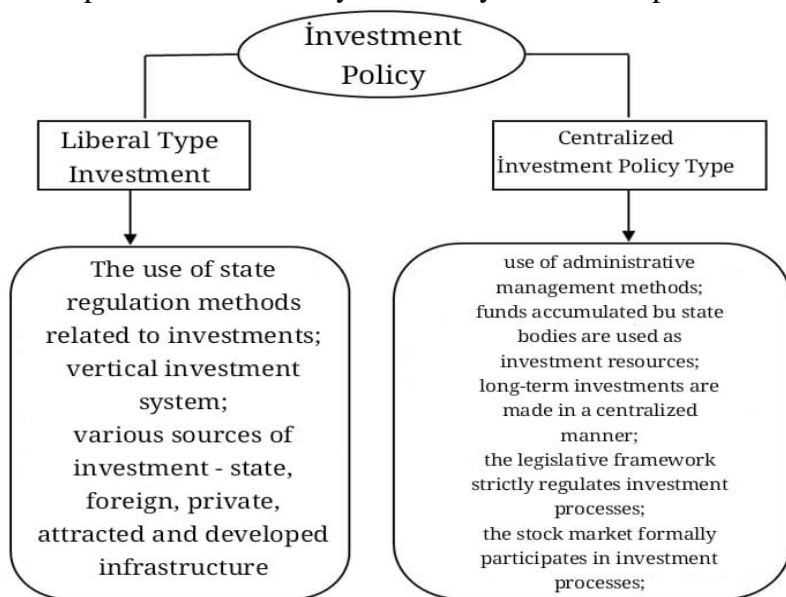 İnvestment
Policy
Liberal Type
Investment
Centralized
İnvestment Policy Type
The use of state
regulation methods
related to investments;
vertical investment
system;
various sources of
investment - state,
foreign, private,
attracted and developed
infrastructure
use of administrative
management methods;
funds accumulated bu state
bodies are used as
investment resources;
long-term investments are
made in a centralized
manner;
the legislative framework
strictly regulates investment
processes;
the stock market formally
participates in investment
processes;